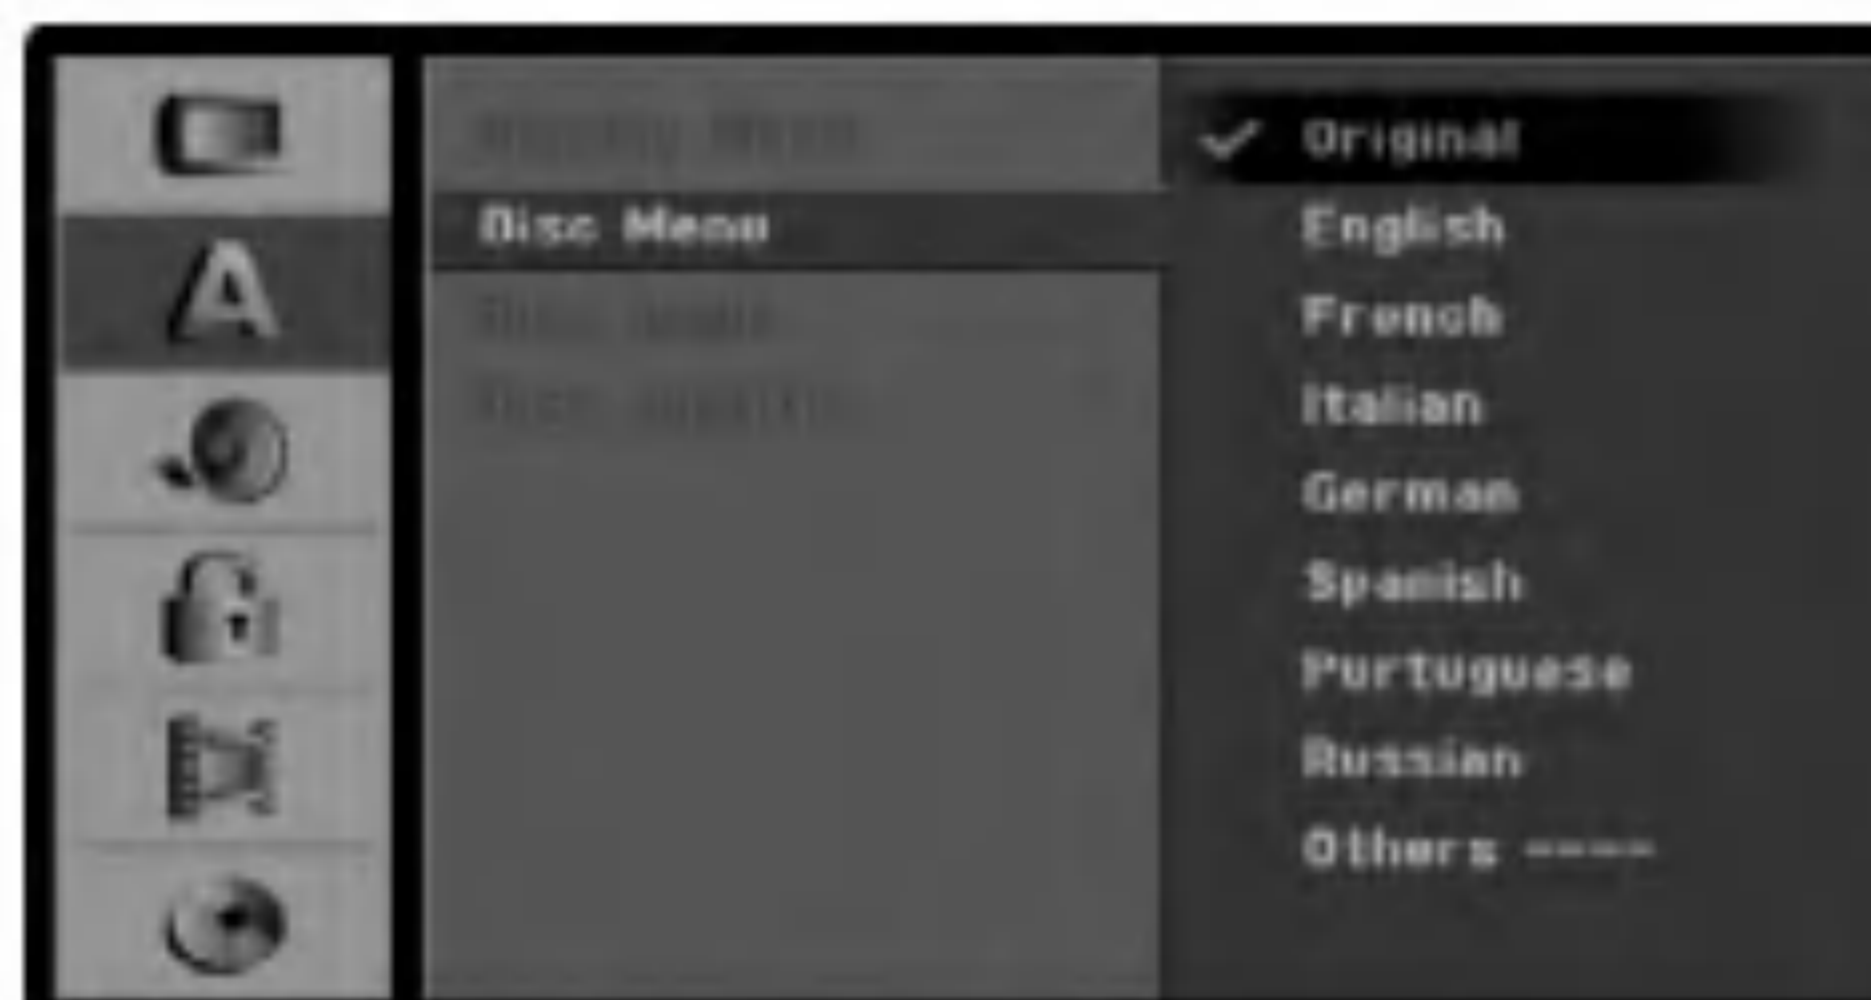 A
Disc Menu
✓ Original
English
French
Italian
German
Spanish
Portuguese
Russian
Others ----